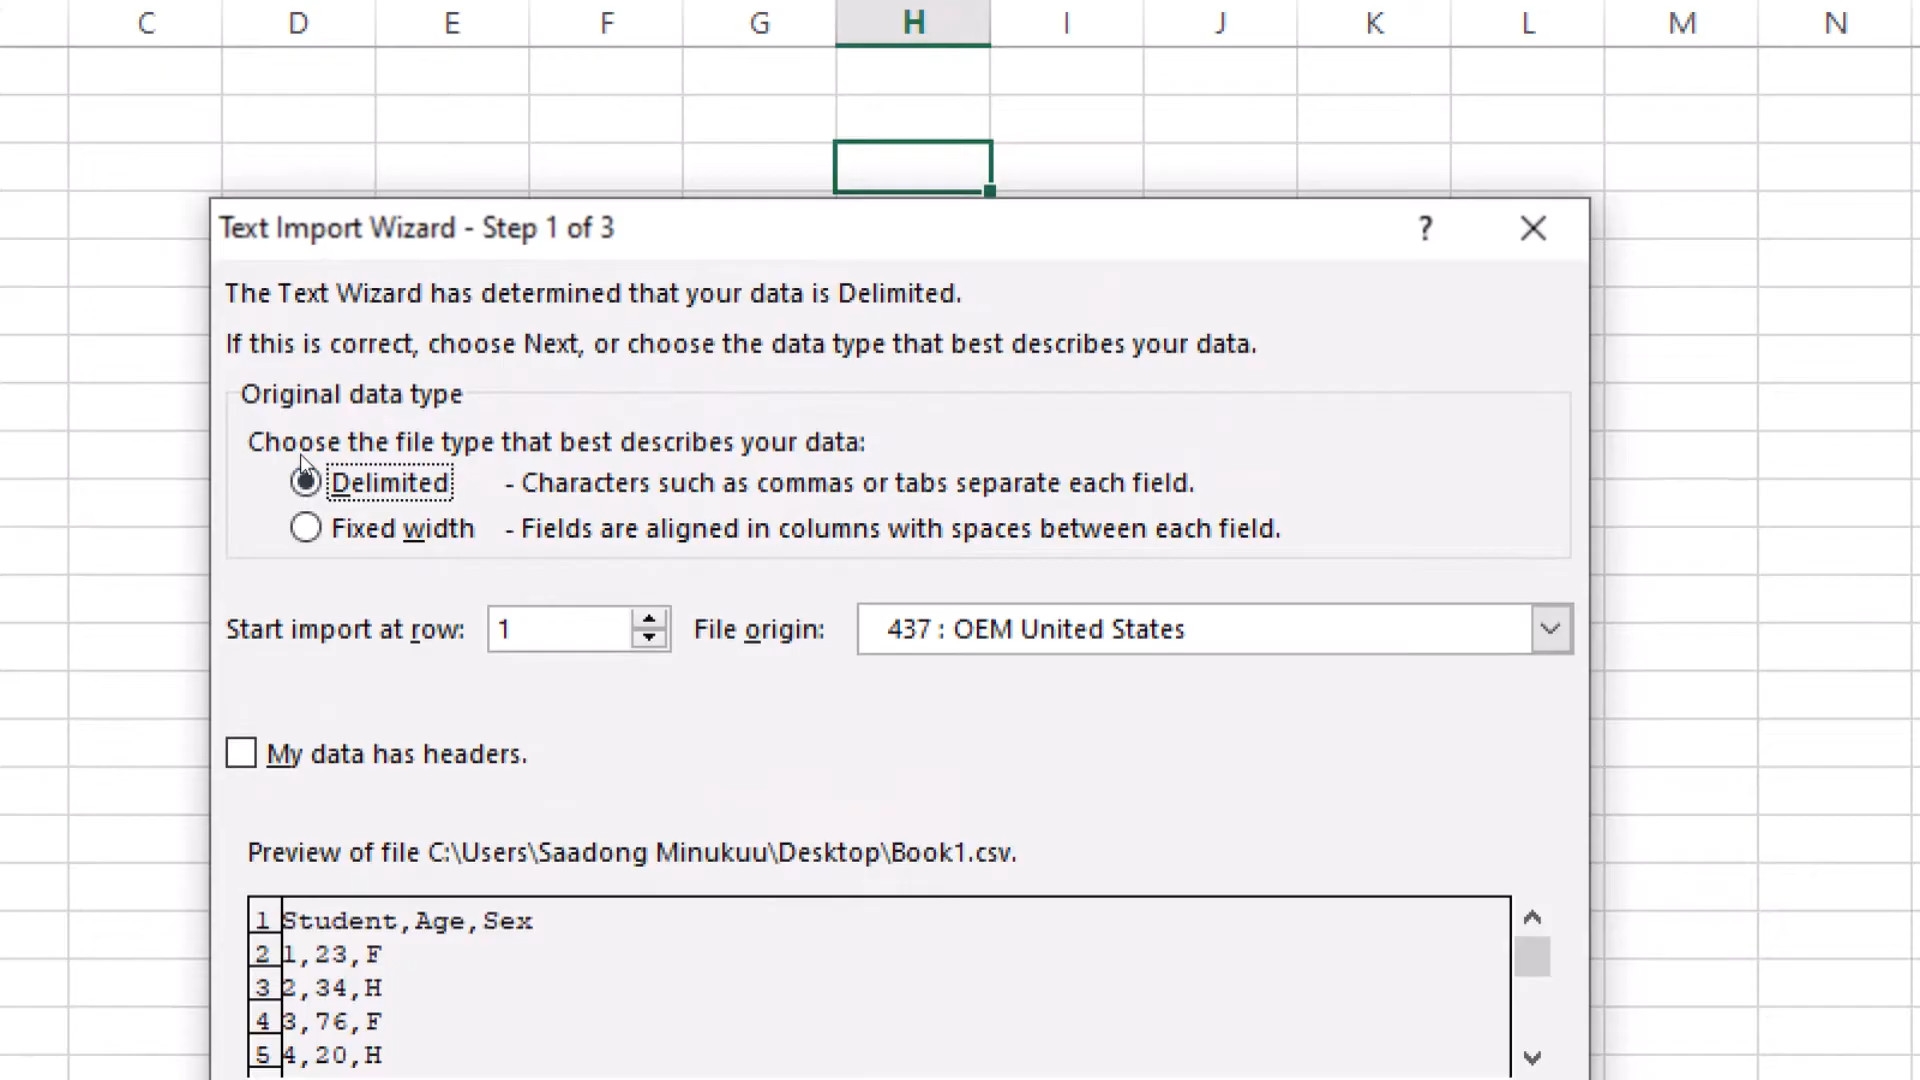 C D E F G H I J K L M N
Text Import Wizard - Step 1 of 3 ?
The Text Wizard has determined that your data is Delimited.
If this is correct, choose Next, or choose the data type that best describes your data.
Original data type
Choose the file type that best describes your data:
Delimited - Characters such as commas or tabs separate each field.
Fixed width - Fields are aligned in columns with spaces between each field.
Start import at row: 1 File origin: 437 : OEM United States
My data has headers.
Preview of file C:\Users\Saadong Minukuu\Desktop\Book1.csv.
1 Student,Age,Sex
2 1,23,F
3 2,34,H
4 3,76,F
5 4,20,H